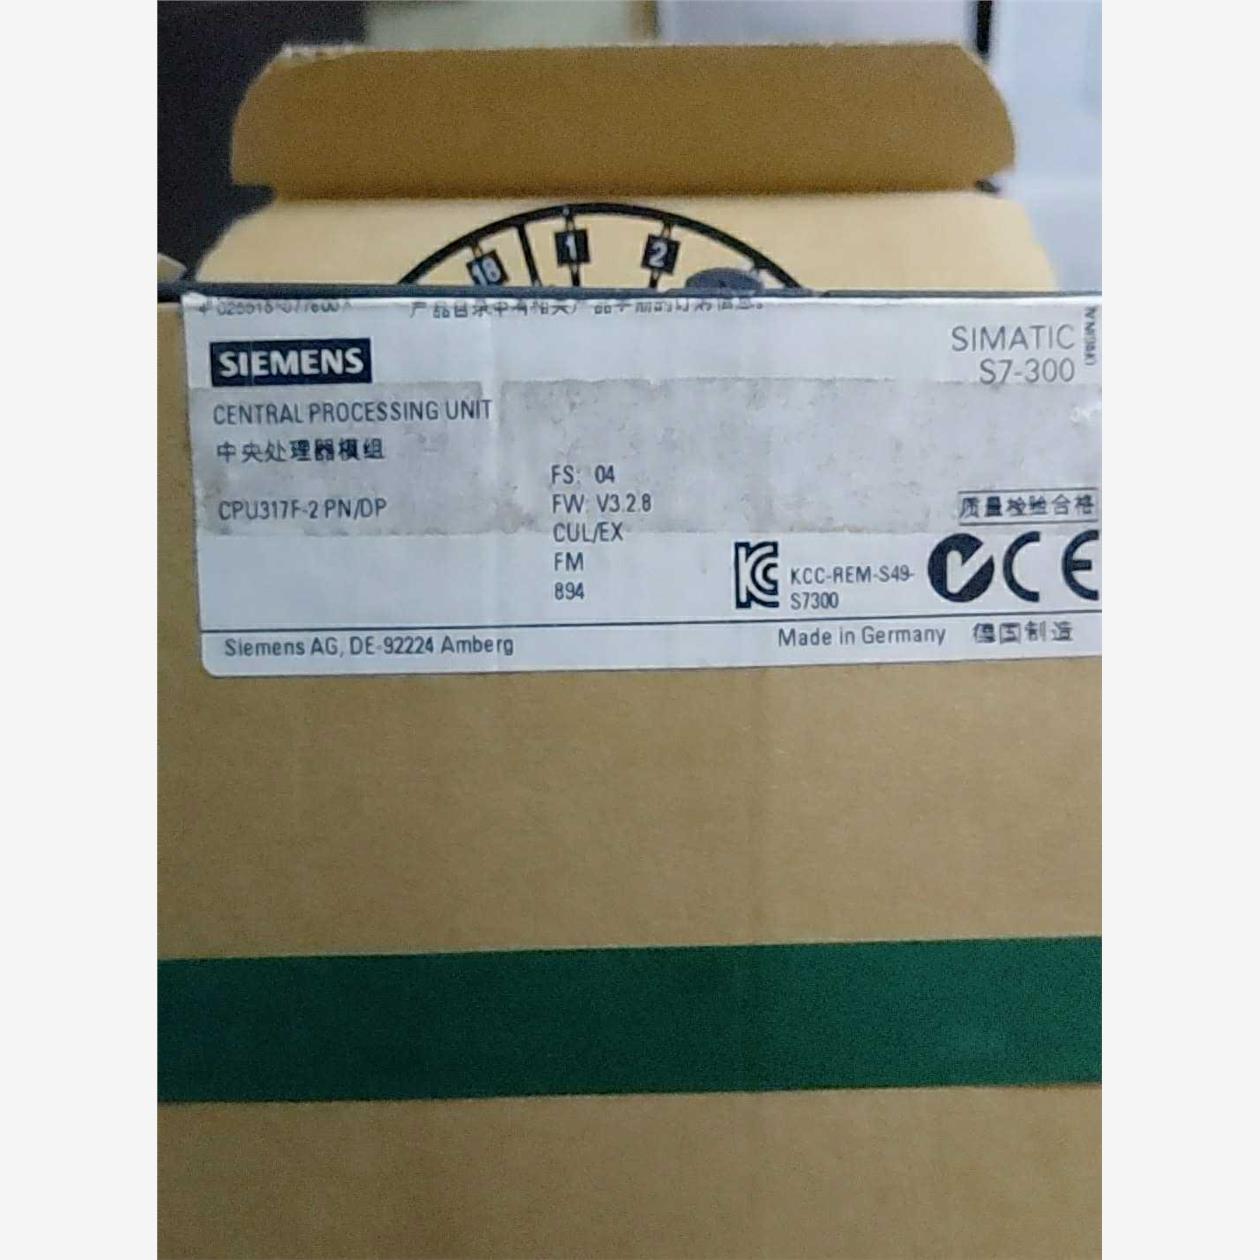 18 1 2
SIEMENS
SIMATIC
S7-300
CENTRAL PROCESSING UNIT
中央处理器模组
FS: 04
CPU317F-2 PN/DP
FW: V3.2.8
质量检验合格
CUL/EX
FM
894
KCC-REM-S49-
S7300
CE
Siemens AG, DE-92224 Amberg
Made in Germany 德国制造